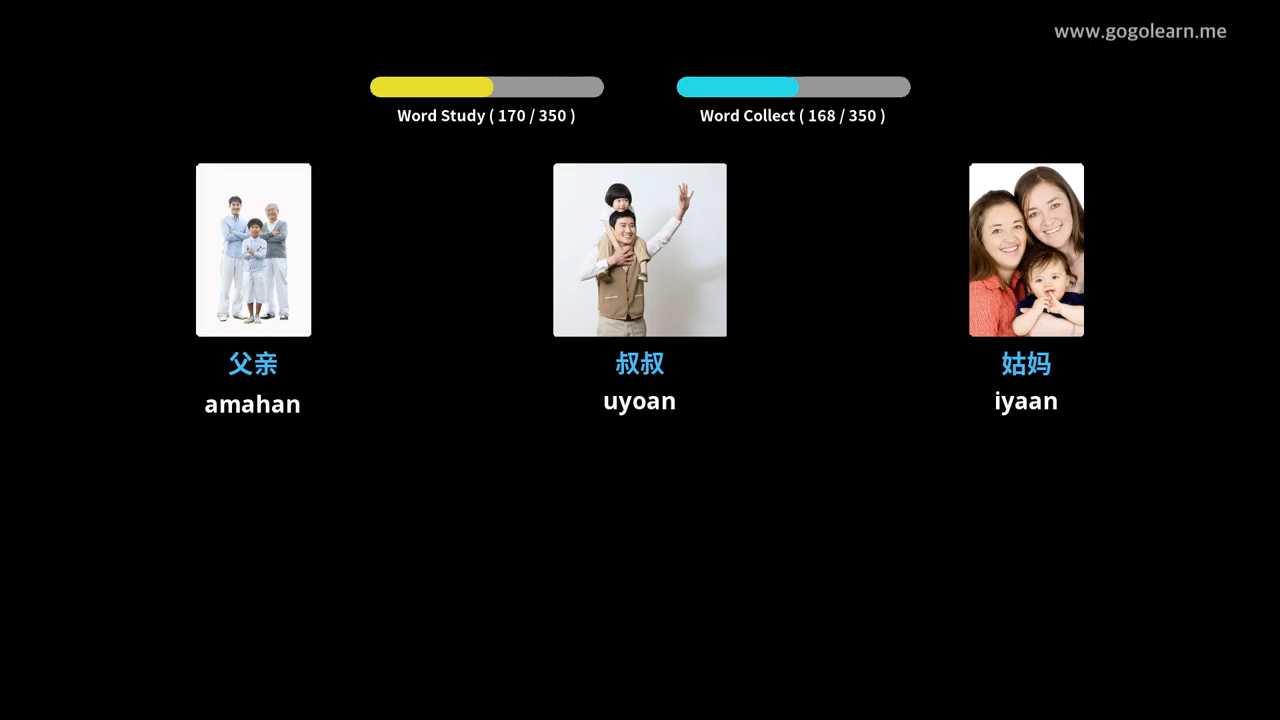 www.gogolearn.me
Word Study ( 170 / 350 )
Word Collect ( 168 / 350 )
父亲
amahan
叔叔
uyoan
姑妈
iyaan